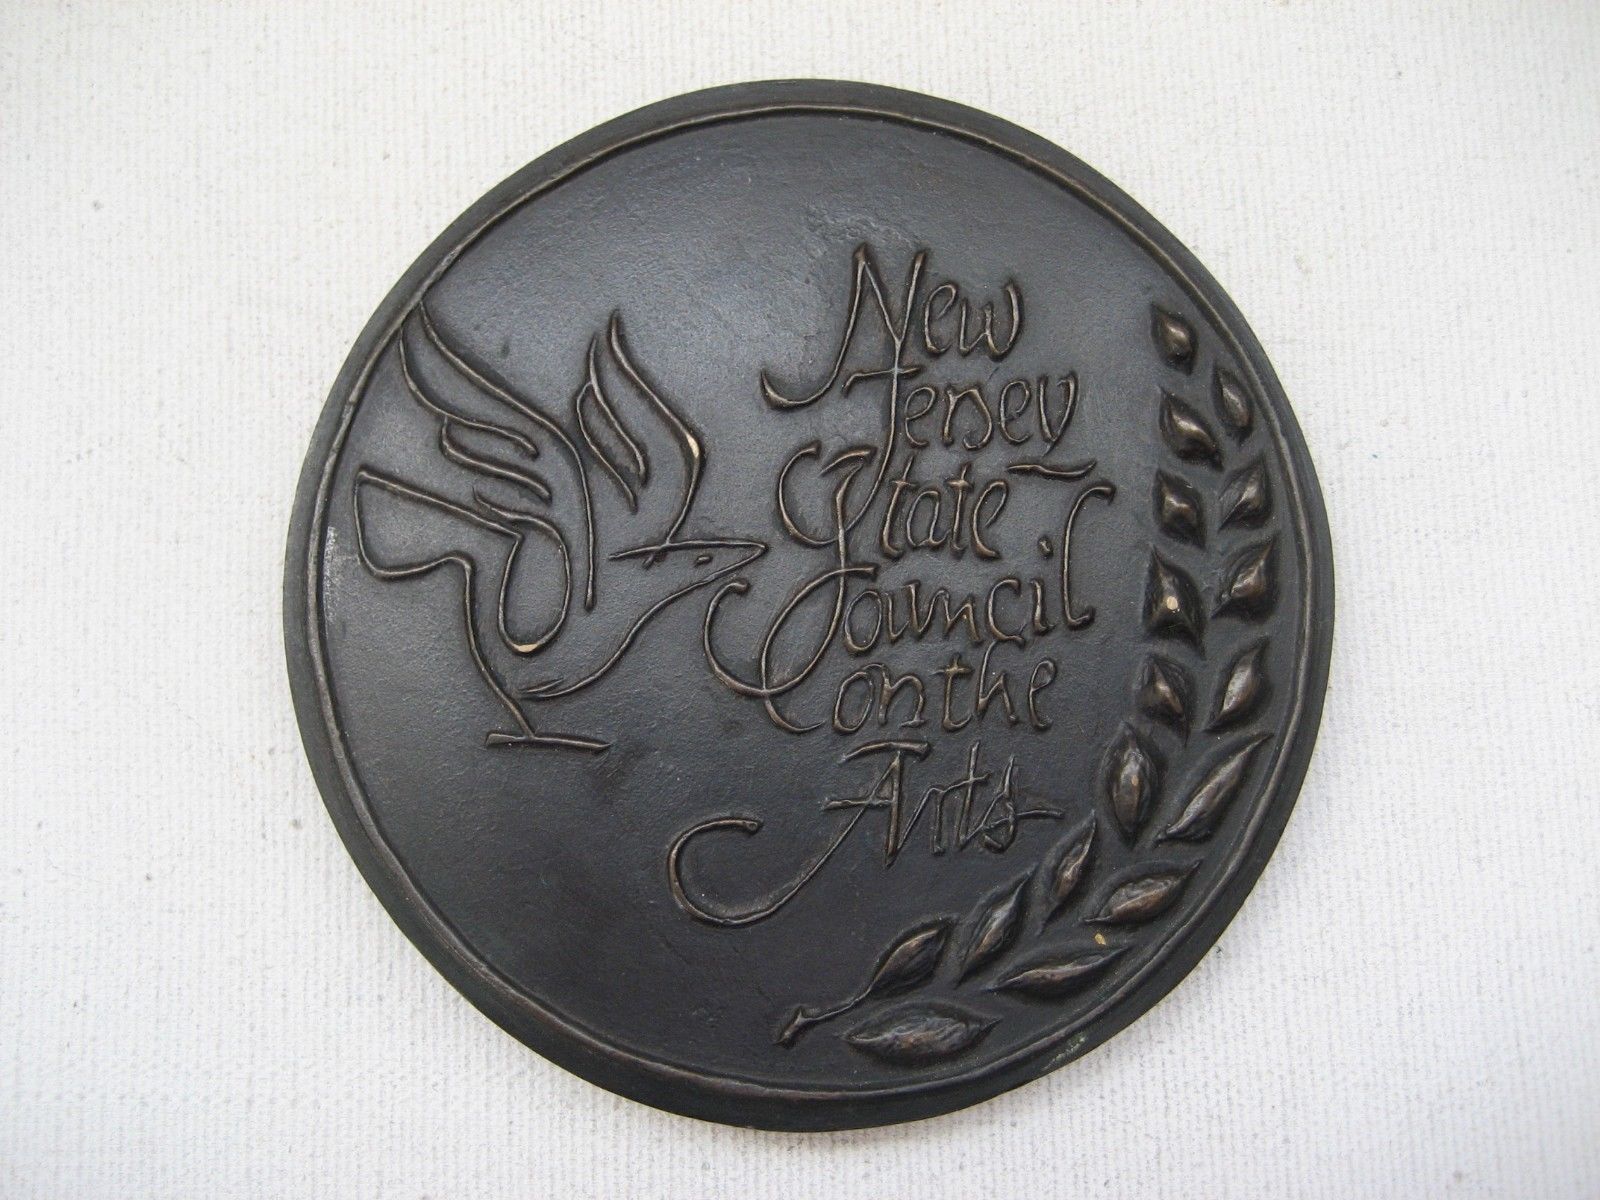 New
Jersey
State
Council
on the
Arts